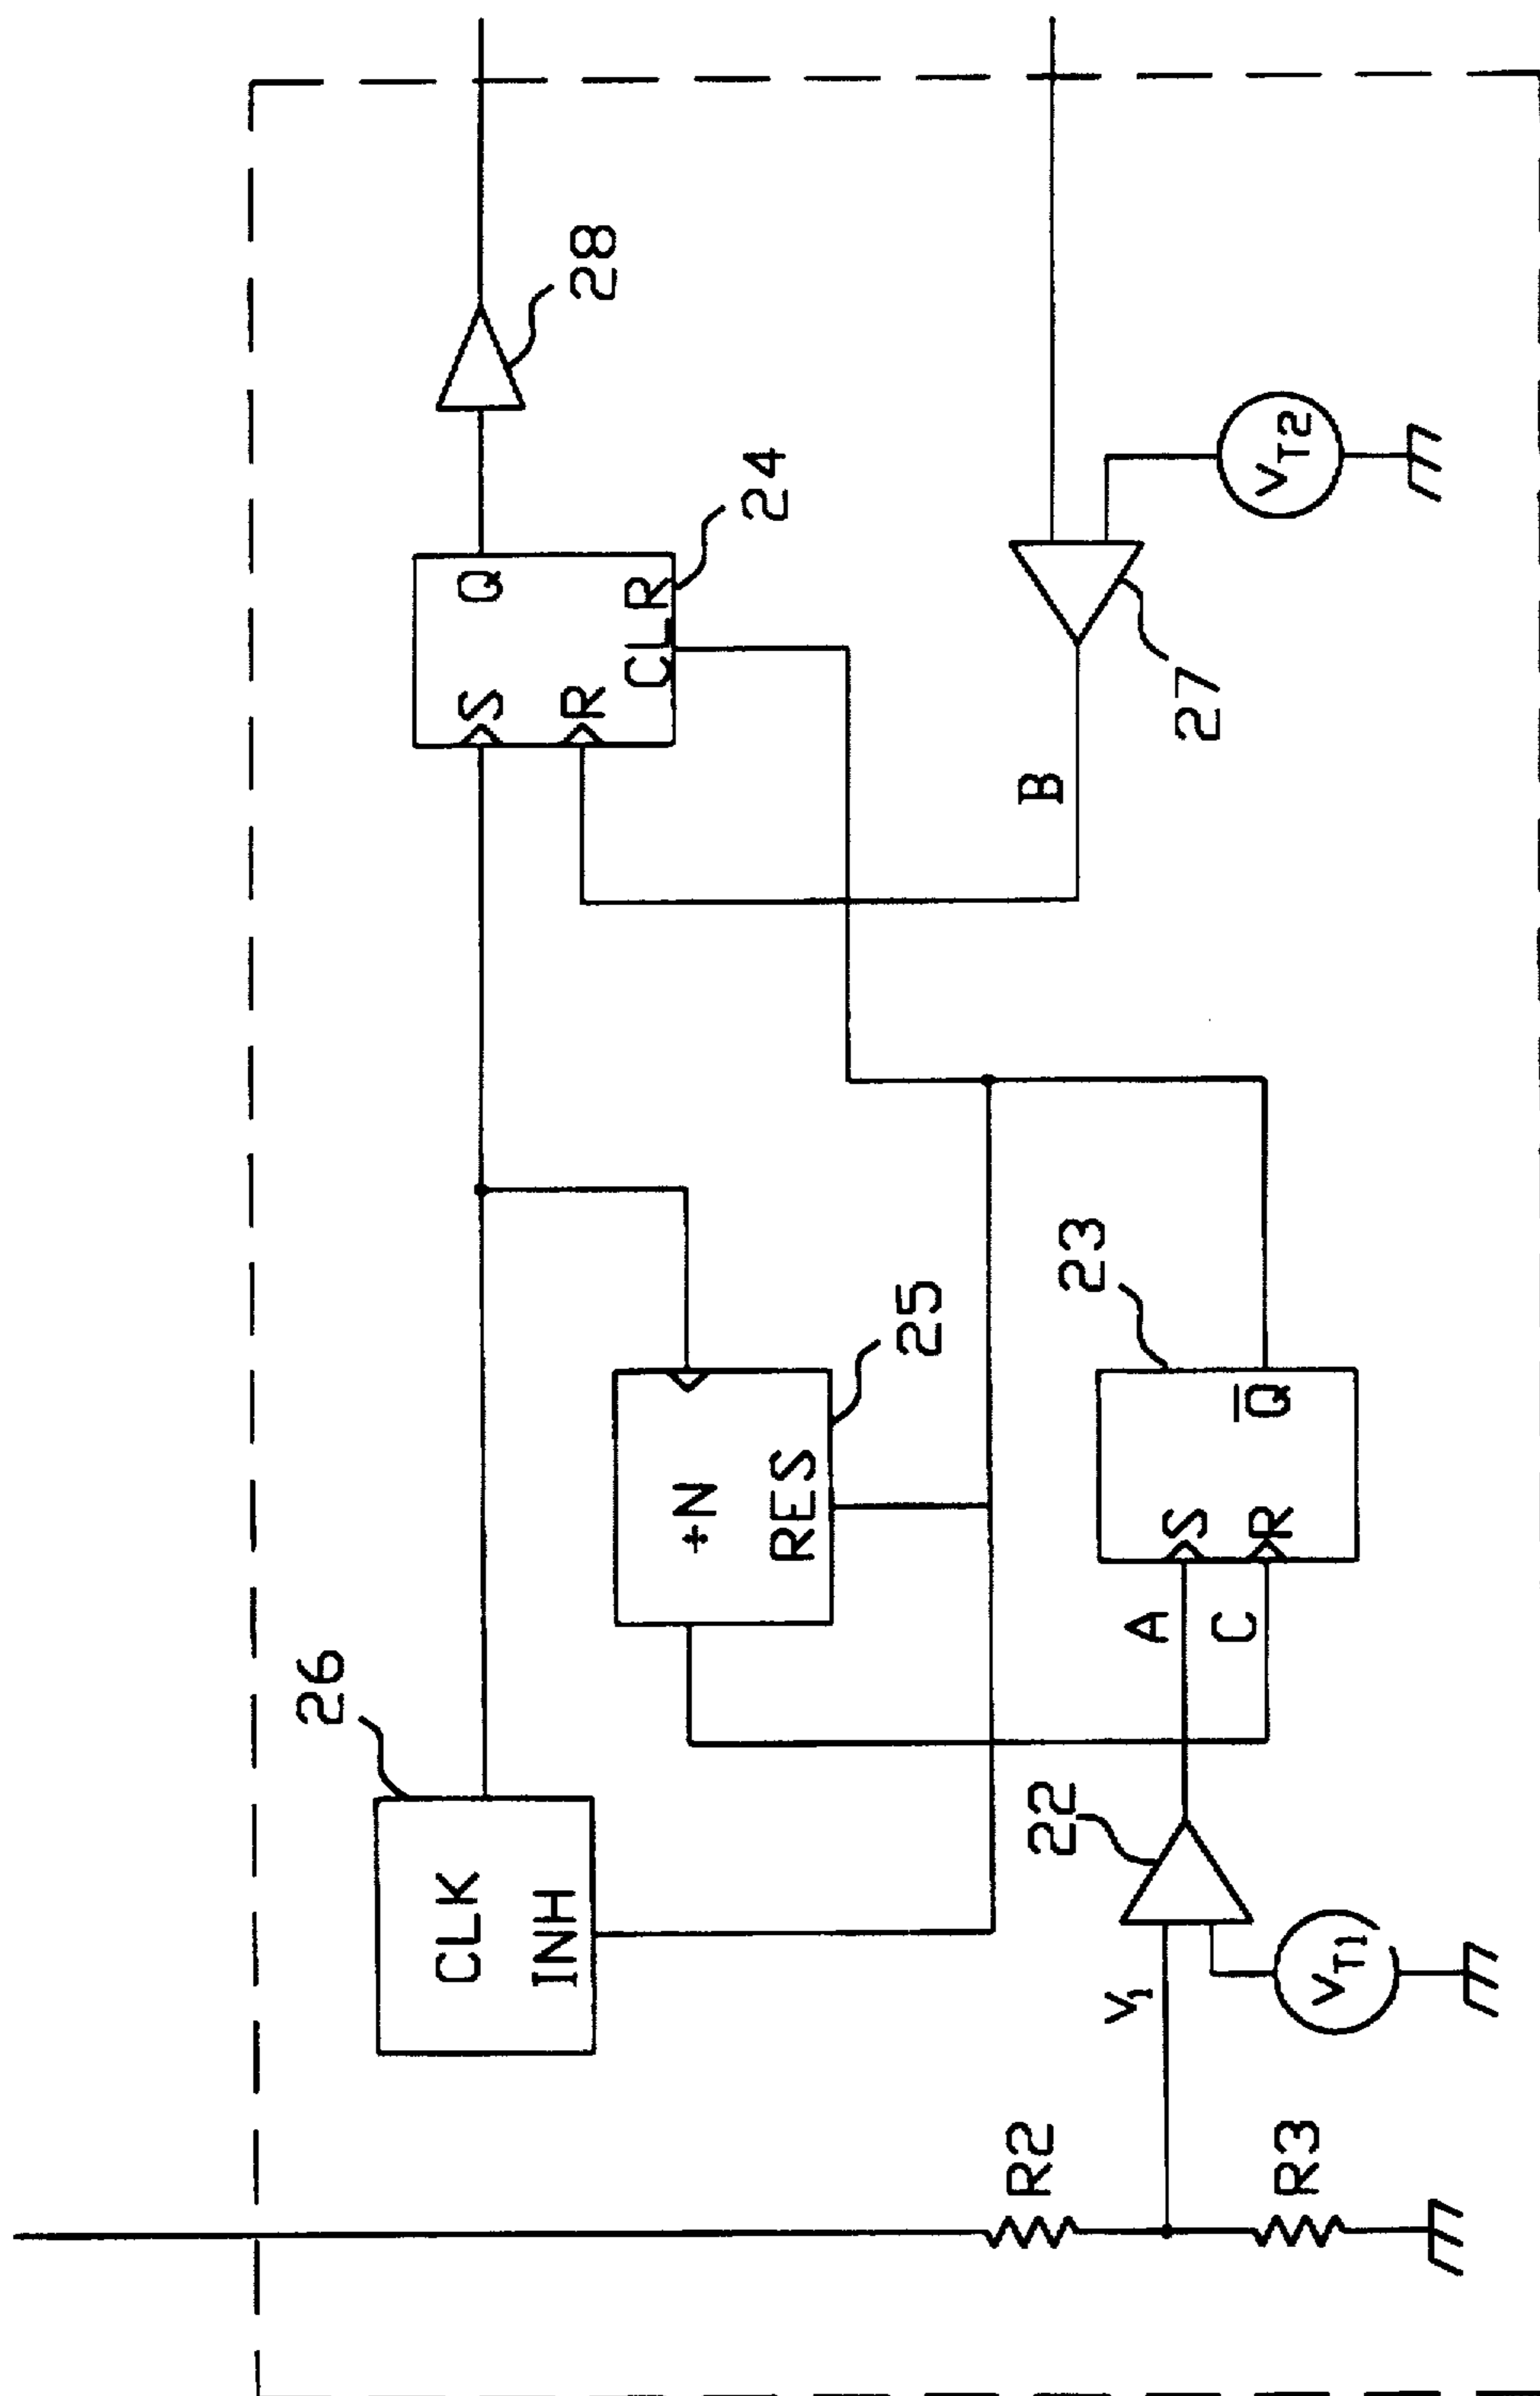 26
CLK
INH
+N
RES
25
S
Q
R
CLR
24
28
R2
R3
V1
VT1
22
A
C
S
R
Q̅
23
B
27
VT2